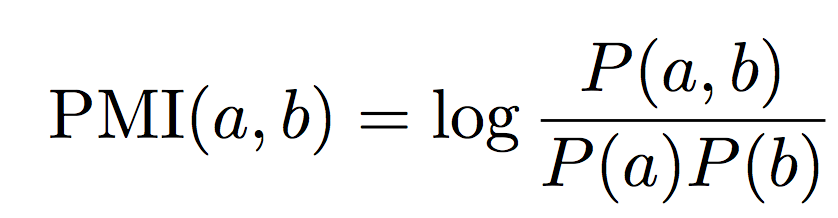 PMI(a, b) = log P(a, b) / P(a)P(b)